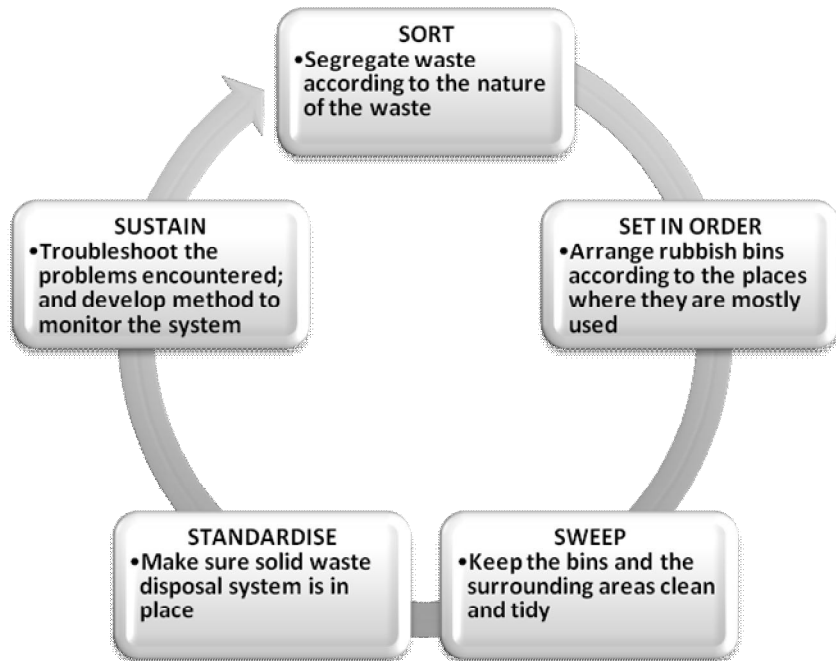 SORT
•Segregate waste
according to the nature
of the waste
SET IN ORDER
•Arrange rubbish bins
according to the places
where they are mostly
used
SWEEP
•Keep the bins and the
surrounding areas clean
and tidy
STANDARDISE
•Make sure solid waste
disposal system is in
place
SUSTAIN
•Troubleshoot the
problems encountered;
and develop method to
monitor the system